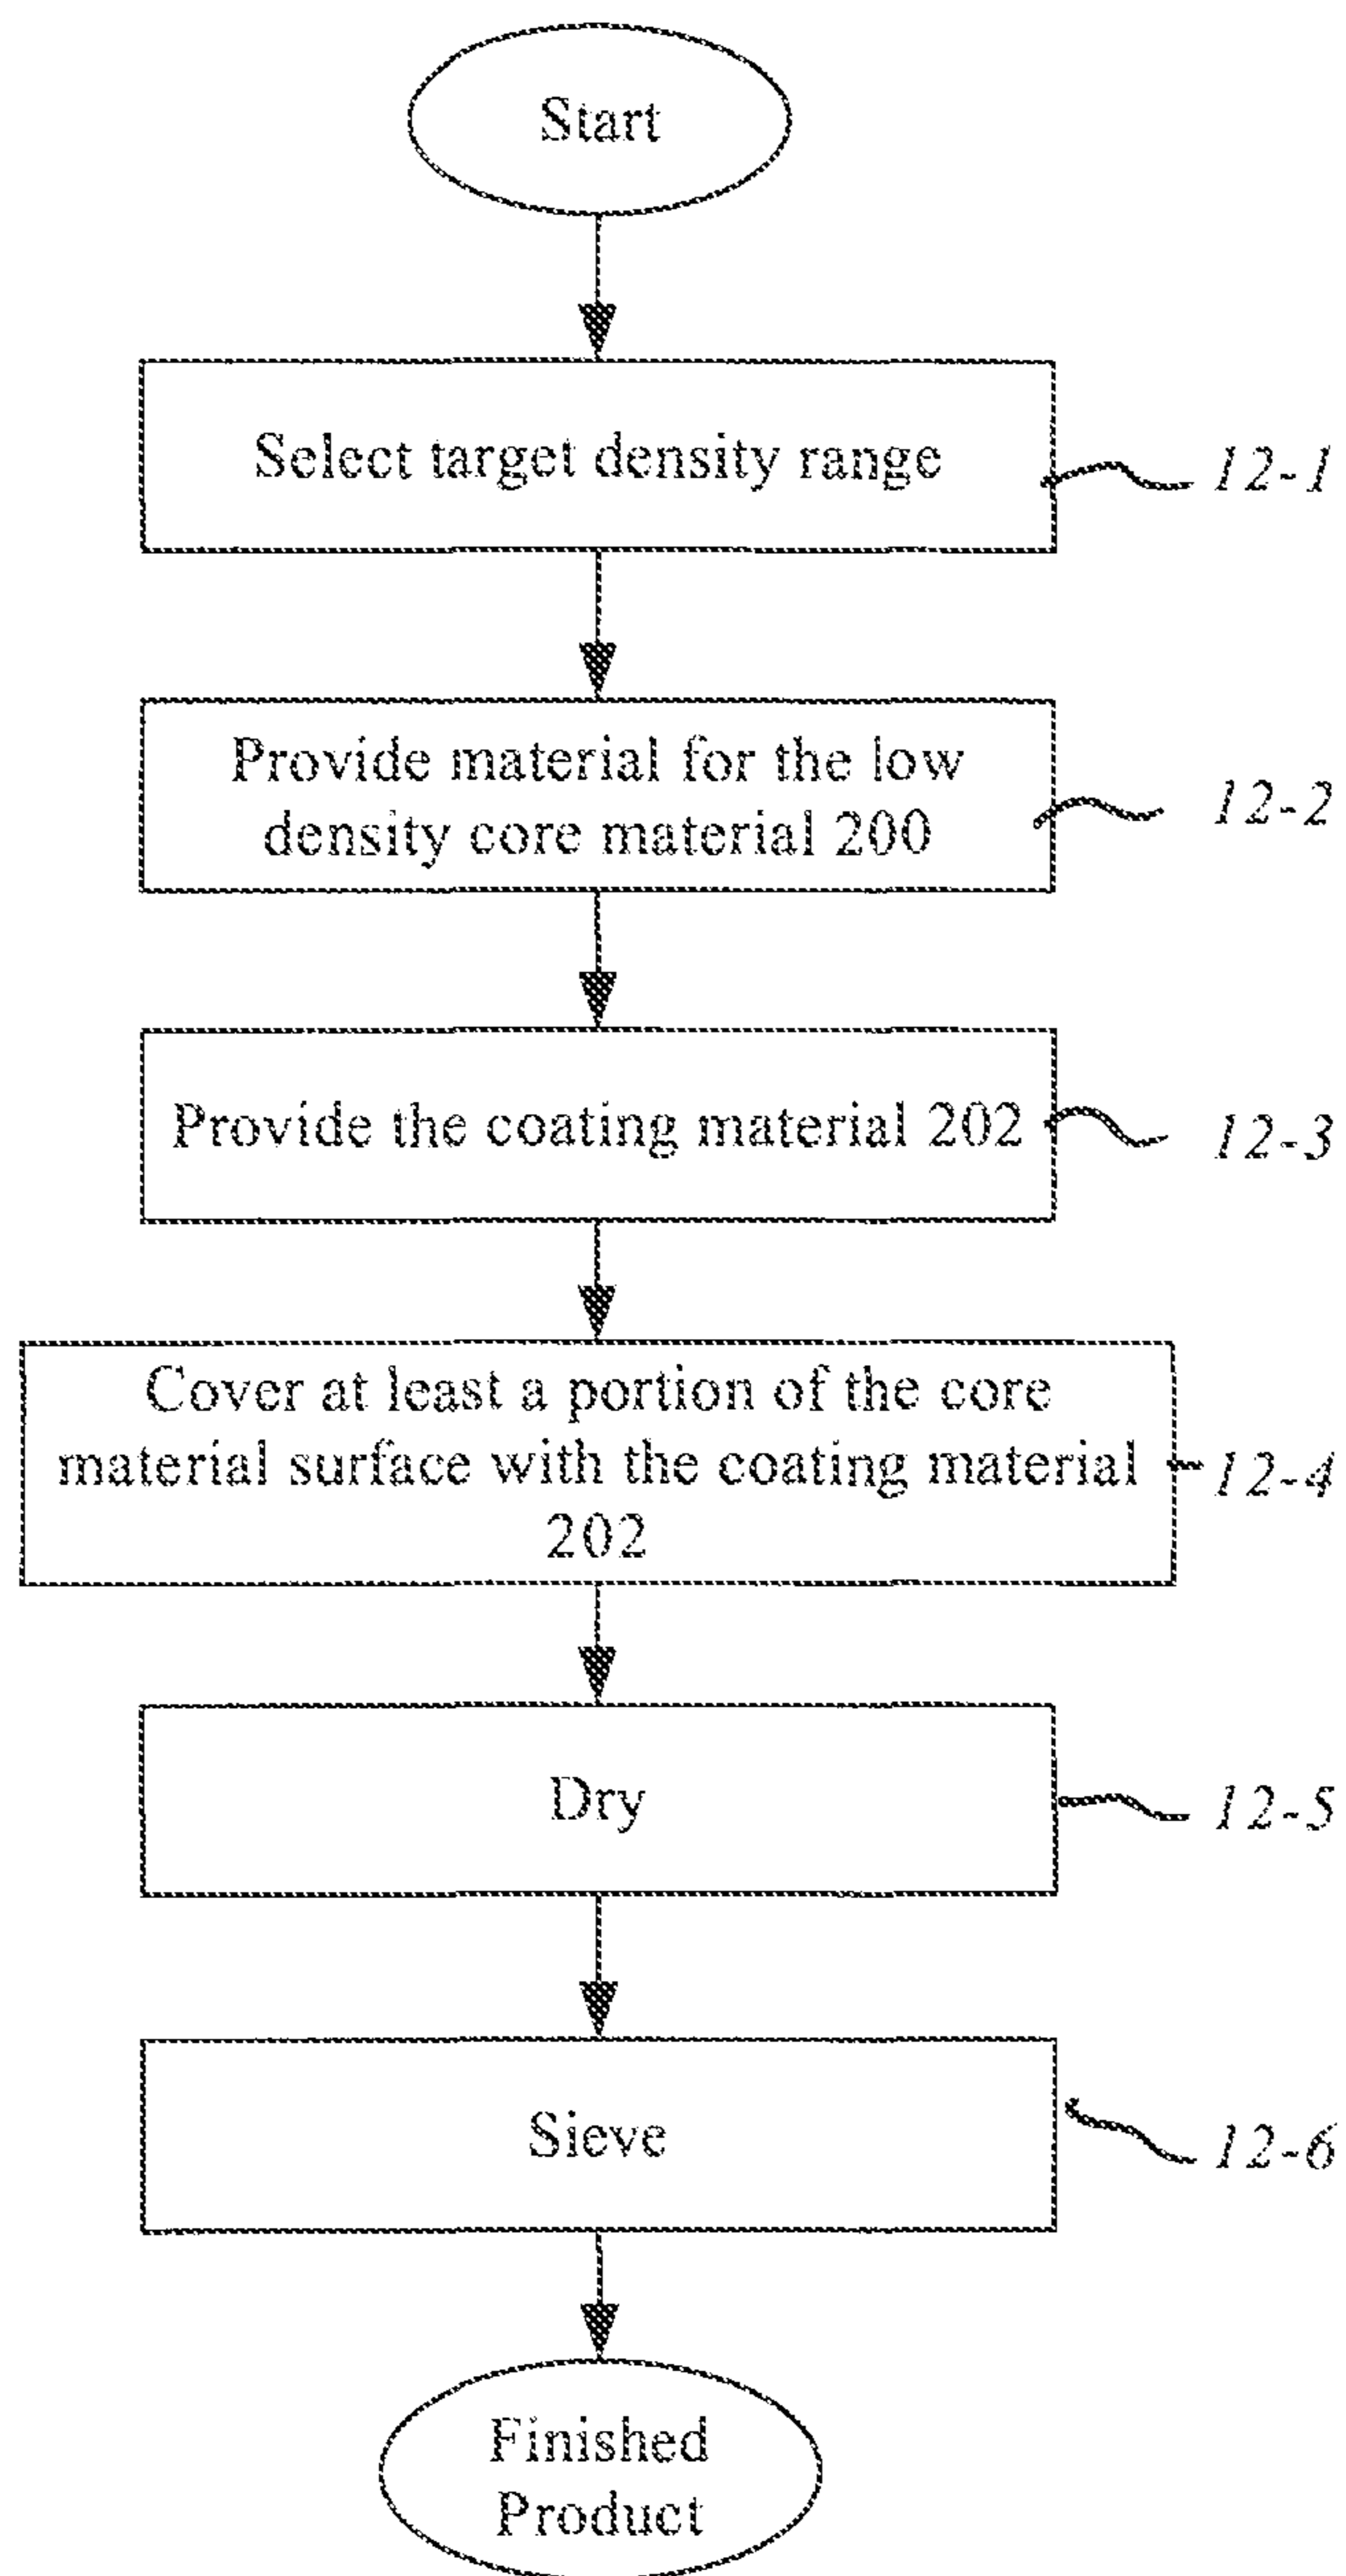 Start
Select target density range
12-1
Provide material for the low
density core material 200
12-2
Provide the coating material 202
12-3
Cover at least a portion of the core
material surface with the coating material
202
12-4
Dry
12-5
Sieve
12-6
Finished
Product